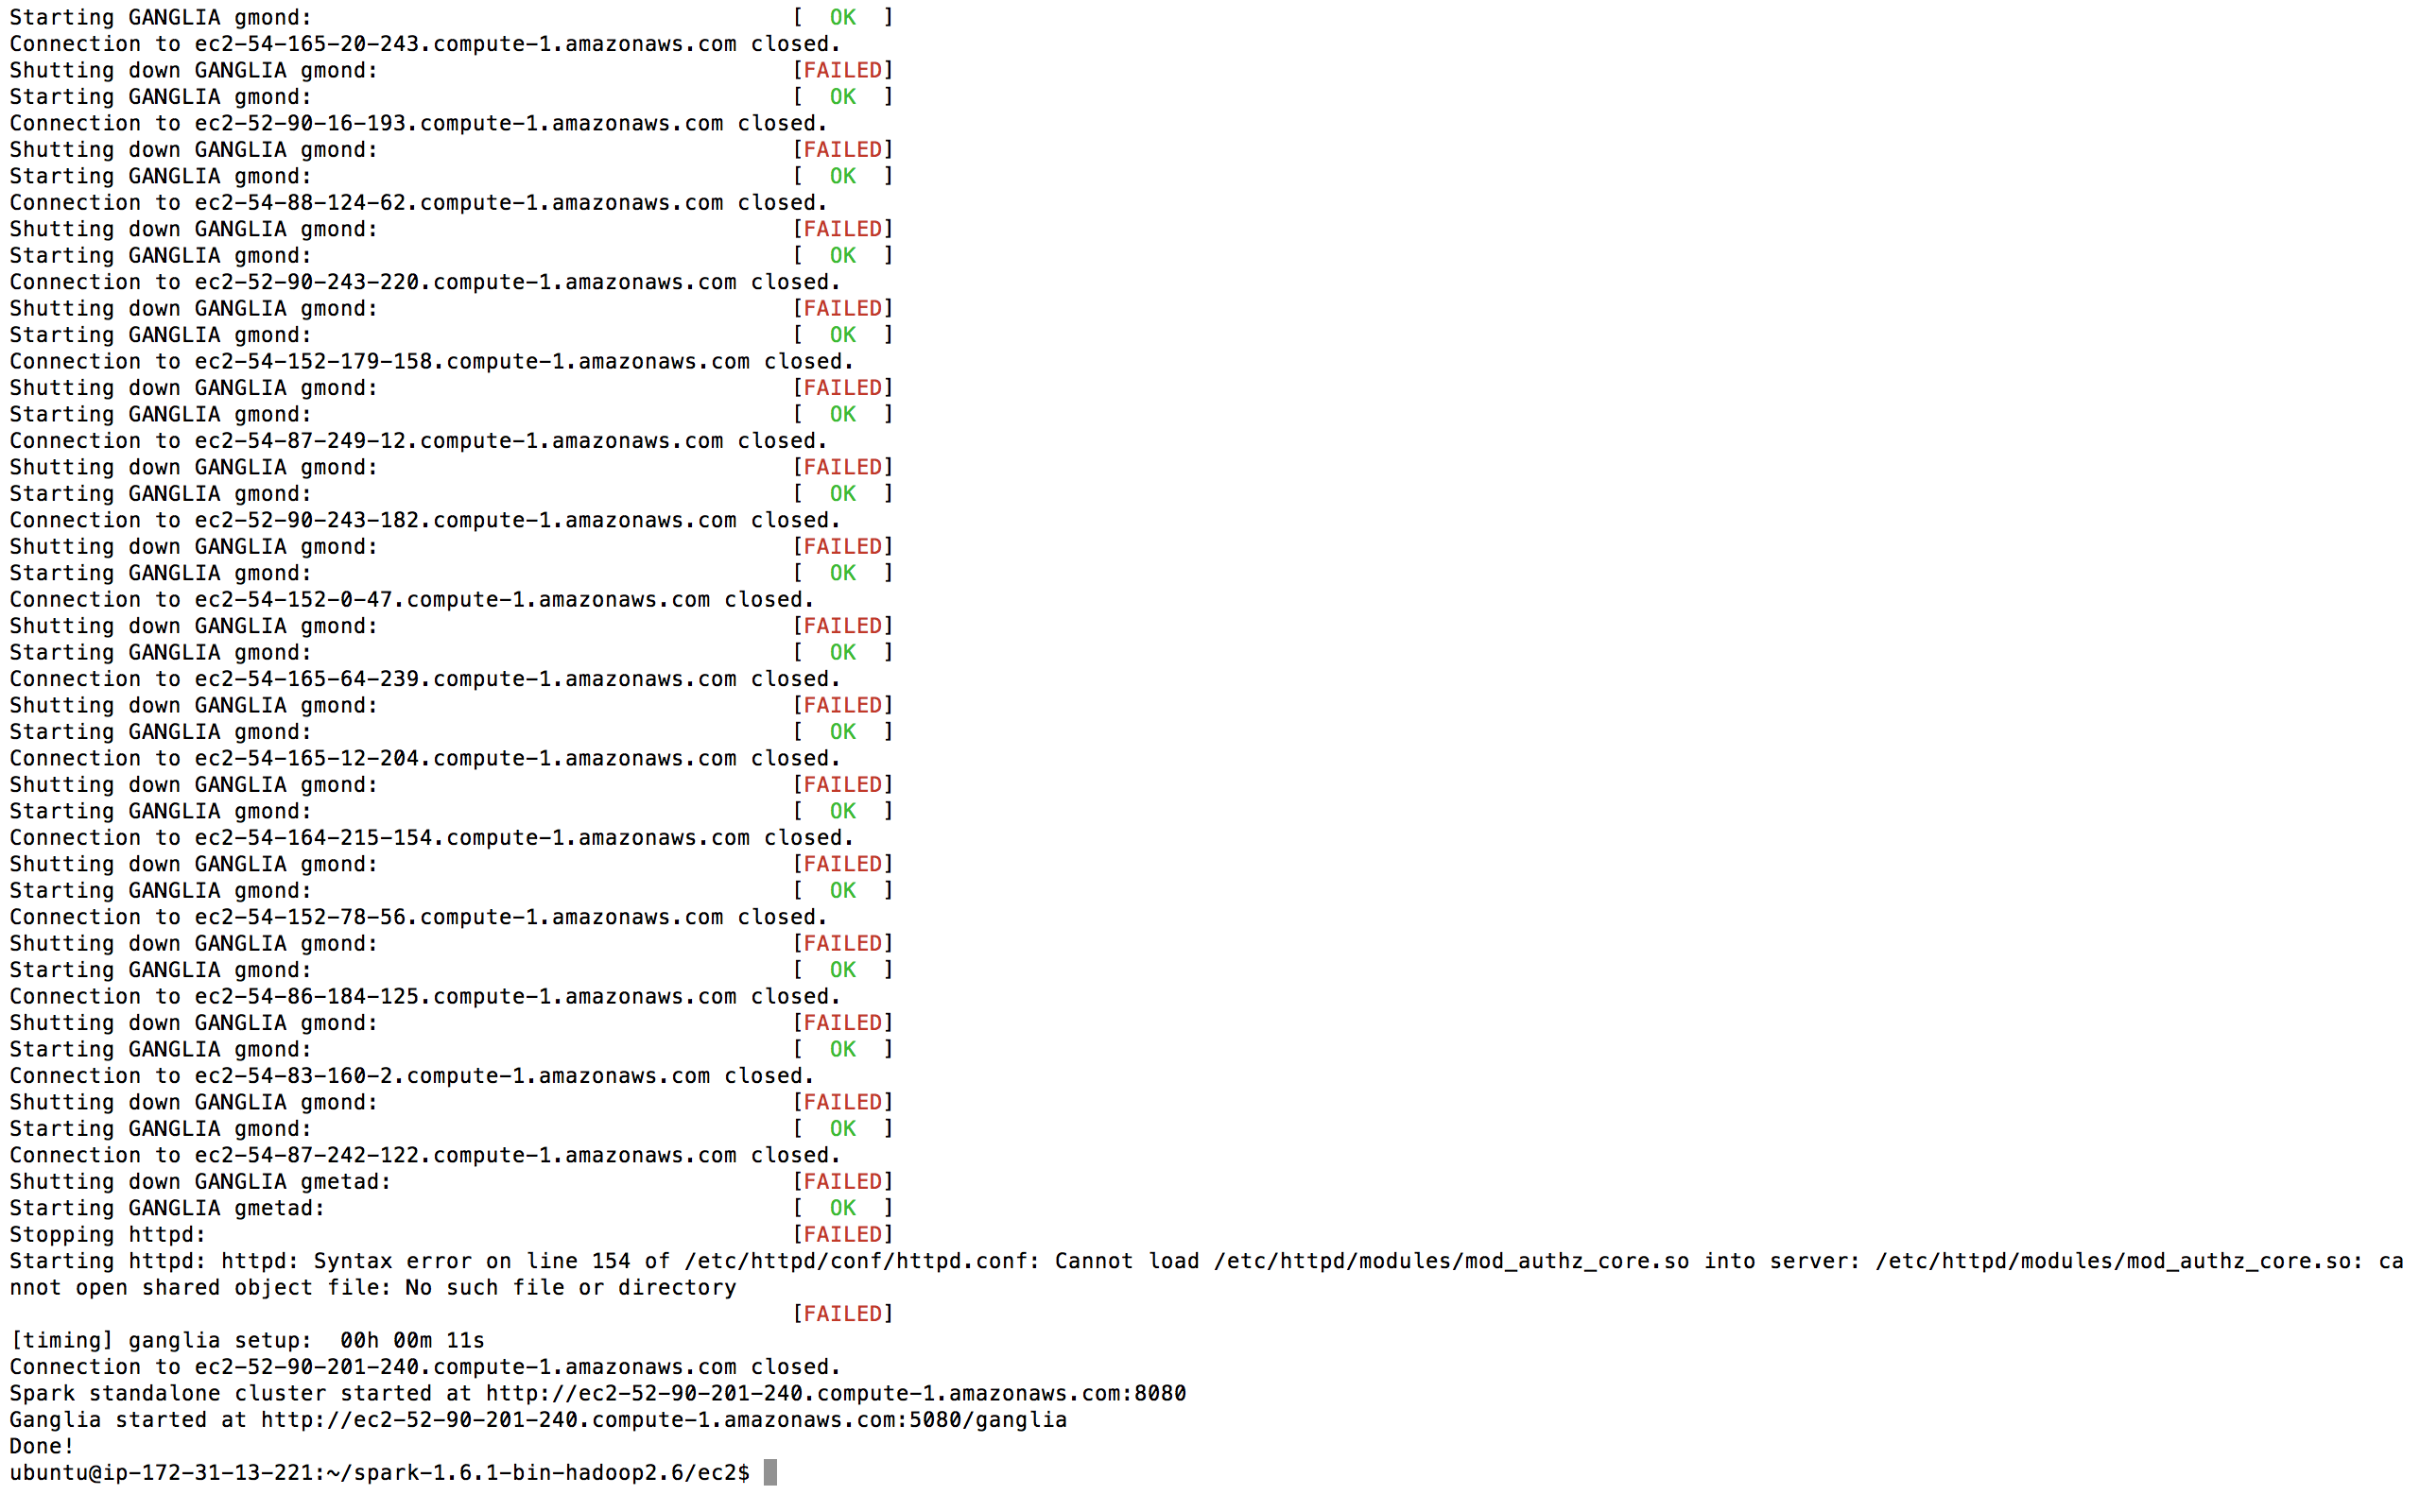 Starting GANGLIA gmond:                                    [  OK  ]
Connection to ec2-54-165-20-243.compute-1.amazonaws.com closed.
Shutting down GANGLIA gmond:                               [FAILED]
Starting GANGLIA gmond:                                    [  OK  ]
Connection to ec2-52-90-16-193.compute-1.amazonaws.com closed.
Shutting down GANGLIA gmond:                               [FAILED]
Starting GANGLIA gmond:                                    [  OK  ]
Connection to ec2-54-88-124-62.compute-1.amazonaws.com closed.
Shutting down GANGLIA gmond:                               [FAILED]
Starting GANGLIA gmond:                                    [  OK  ]
Connection to ec2-52-90-243-220.compute-1.amazonaws.com closed.
Shutting down GANGLIA gmond:                               [FAILED]
Starting GANGLIA gmond:                                    [  OK  ]
Connection to ec2-54-152-179-158.compute-1.amazonaws.com closed.
Shutting down GANGLIA gmond:                               [FAILED]
Starting GANGLIA gmond:                                    [  OK  ]
Connection to ec2-54-87-249-12.compute-1.amazonaws.com closed.
Shutting down GANGLIA gmond:                               [FAILED]
Starting GANGLIA gmond:                                    [  OK  ]
Connection to ec2-52-90-243-182.compute-1.amazonaws.com closed.
Shutting down GANGLIA gmond:                               [FAILED]
Starting GANGLIA gmond:                                    [  OK  ]
Connection to ec2-54-152-0-47.compute-1.amazonaws.com closed.
Shutting down GANGLIA gmond:                               [FAILED]
Starting GANGLIA gmond:                                    [  OK  ]
Connection to ec2-54-165-64-239.compute-1.amazonaws.com closed.
Shutting down GANGLIA gmond:                               [FAILED]
Starting GANGLIA gmond:                                    [  OK  ]
Connection to ec2-54-165-12-204.compute-1.amazonaws.com closed.
Shutting down GANGLIA gmond:                               [FAILED]
Starting GANGLIA gmond:                                    [  OK  ]
Connection to ec2-54-164-215-154.compute-1.amazonaws.com closed.
Shutting down GANGLIA gmond:                               [FAILED]
Starting GANGLIA gmond:                                    [  OK  ]
Connection to ec2-54-152-78-56.compute-1.amazonaws.com closed.
Shutting down GANGLIA gmond:                               [FAILED]
Starting GANGLIA gmond:                                    [  OK  ]
Connection to ec2-54-86-184-125.compute-1.amazonaws.com closed.
Shutting down GANGLIA gmond:                               [FAILED]
Starting GANGLIA gmond:                                    [  OK  ]
Connection to ec2-54-83-160-2.compute-1.amazonaws.com closed.
Shutting down GANGLIA gmond:                               [FAILED]
Starting GANGLIA gmond:                                    [  OK  ]
Connection to ec2-54-87-242-122.compute-1.amazonaws.com closed.
Shutting down GANGLIA gmetad:                              [FAILED]
Starting GANGLIA gmetad:                                   [  OK  ]
Stopping httpd:                                            [FAILED]
Starting httpd: httpd: Syntax error on line 154 of /etc/httpd/conf/httpd.conf: Cannot load /etc/httpd/modules/mod_authz_core.so into server: /etc/httpd/modules/mod_authz_core.so: ca
nnot open shared object file: No such file or directory
                                                           [FAILED]
[timing] ganglia setup:  00h 00m 11s
Connection to ec2-52-90-201-240.compute-1.amazonaws.com closed.
Spark standalone cluster started at http://ec2-52-90-201-240.compute-1.amazonaws.com:8080
Ganglia started at http://ec2-52-90-201-240.compute-1.amazonaws.com:5080/ganglia
Done!
ubuntu@ip-172-31-13-221:~/spark-1.6.1-bin-hadoop2.6/ec2$